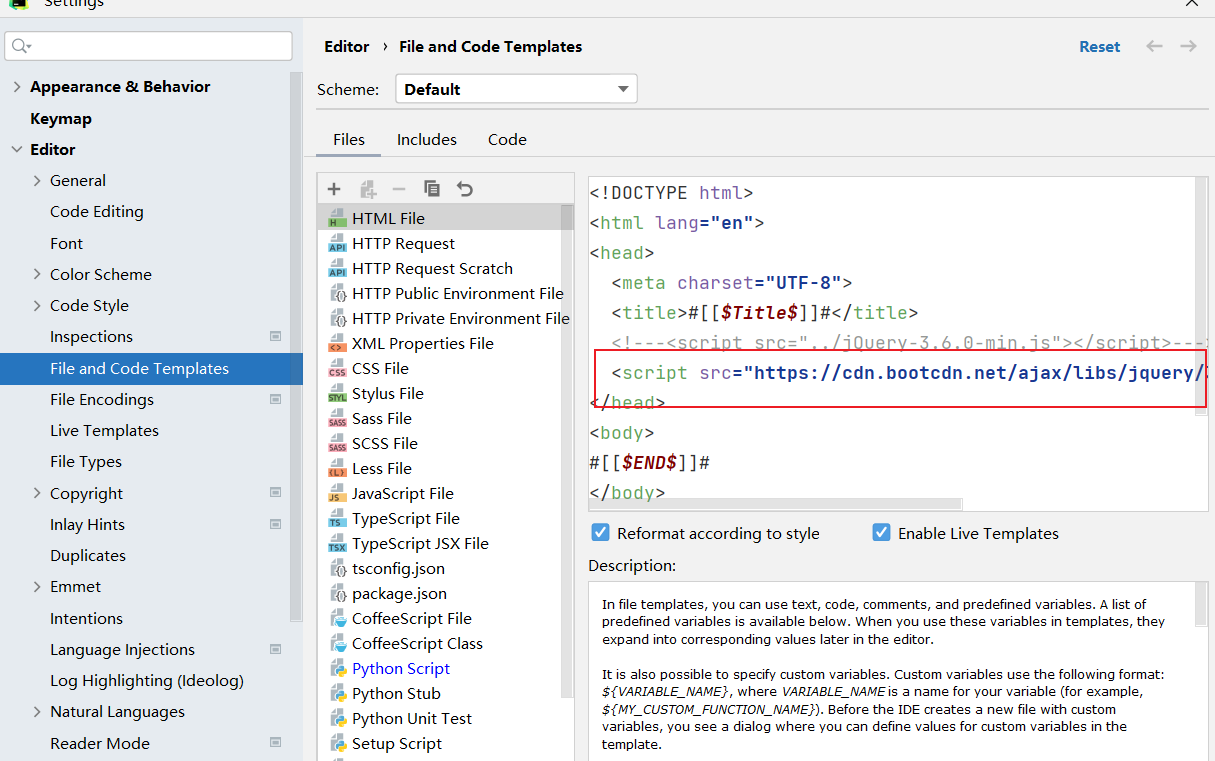 Settings
Editor › File and Code Templates
Reset
Scheme: Default
Files Includes Code
Appearance & Behavior
Keymap
Editor
General
Code Editing
Font
Color Scheme
Code Style
Inspections
File and Code Templates
File Encodings
Live Templates
File Types
Copyright
Inlay Hints
Duplicates
Emmet
Intentions
Language Injections
Log Highlighting (Ideolog)
Natural Languages
Reader Mode
HTML File
HTTP Request
HTTP Request Scratch
HTTP Public Environment File
HTTP Private Environment File
XML Properties File
CSS File
Stylus File
Sass File
SCSS File
Less File
JavaScript File
TypeScript File
TypeScript JSX File
tsconfig.json
package.json
CoffeeScript File
CoffeeScript Class
Python Script
Python Stub
Python Unit Test
Setup Script
<!DOCTYPE html>
<html lang="en">
<head>
<meta charset="UTF-8">
<title>#[[$Title$]]#</title>
<!---<script src="../jQuery-3.6.0-min.js"></script>---
<script src="https://cdn.bootcdn.net/ajax/libs/jquery/
</head>
<body>
#[[$END$]]#
</body>
Reformat according to style
Enable Live Templates
Description:
In file templates, you can use text, code, comments, and predefined variables. A list of
predefined variables is available below. When you use these variables in templates, they
expand into corresponding values later in the editor.
It is also possible to specify custom variables. Custom variables use the following format:
${VARIABLE_NAME}, where VARIABLE_NAME is a name for your variable (for example,
${MY_CUSTOM_FUNCTION_NAME}). Before the IDE creates a new file with custom
variables, you see a dialog where you can define values for custom variables in the
template.